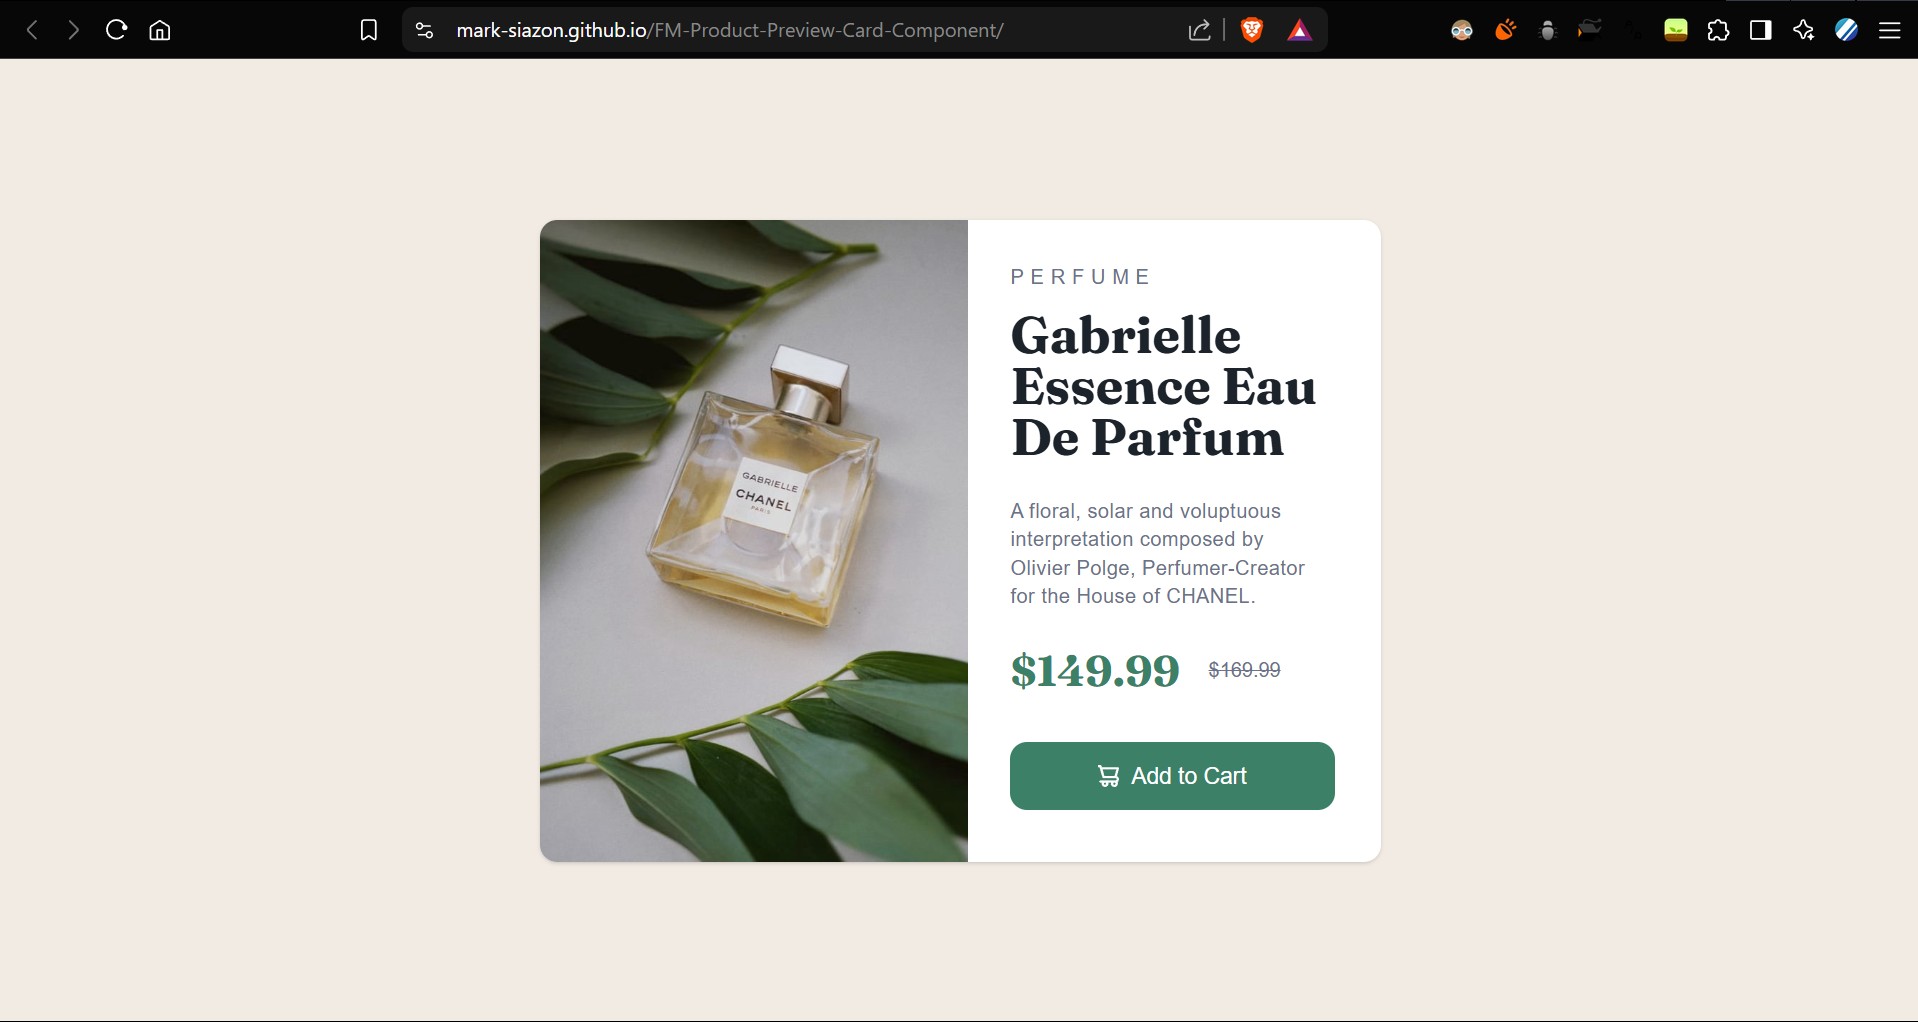 mark-siazon.github.io/FM-Product-Preview-Card-Component/
GABRIELLE
CHANEL
PARIS
PERFUME
Gabrielle
Essence Eau
De Parfum
A floral, solar and voluptuous
interpretation composed by
Olivier Polge, Perfumer-Creator
for the House of CHANEL.
$149.99 $169.99
Add to Cart